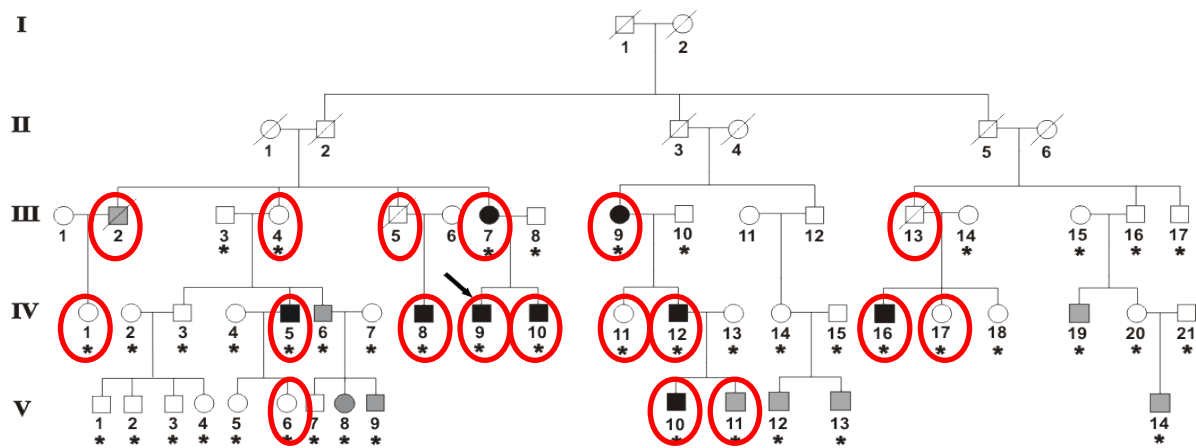 I
1 2
II
1 2 3 4 5 6
III
1 2 3 4 5 6 7 8 9 10 11 12 13 14 15 16 17
* * * * * * * * * *
IV
1 2 3 4 5 6 7 8 9 10 11 12 13 14 15 16 17 18 19 20 21
* * * * * * * * * * * * * * * * * * * * *
V
1 2 3 4 5 6 7 8 9 10 11 12 13 14
* * * * * * * * * * * * * *